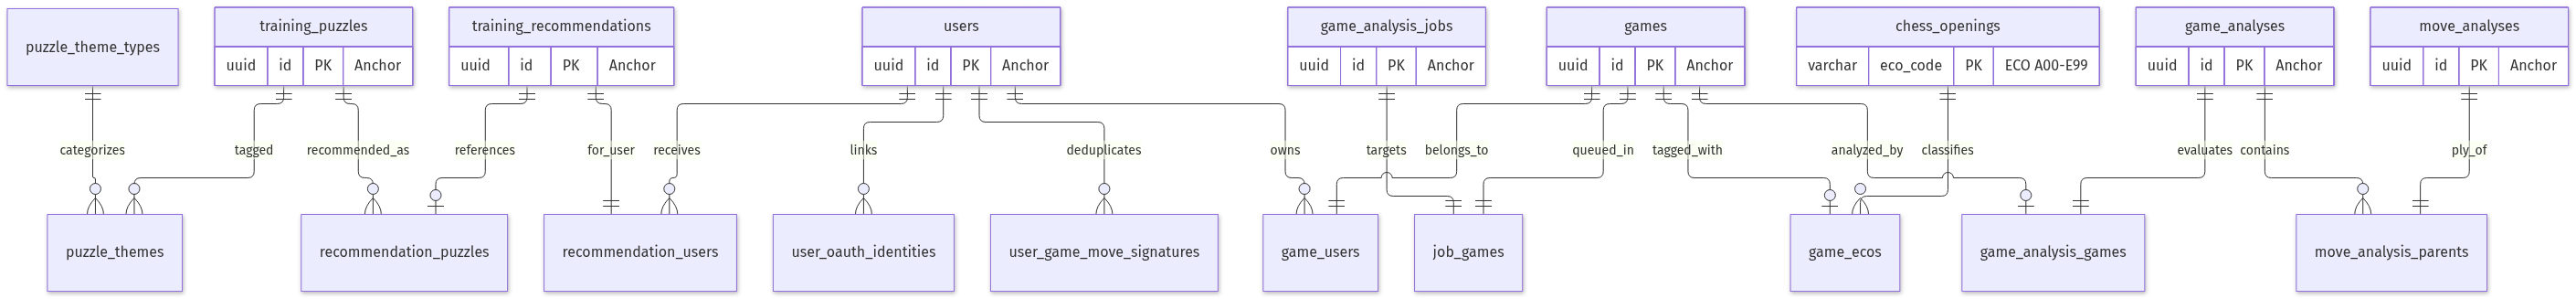 puzzle_theme_types
training_puzzles
uuid id PK Anchor
training_recommendations
uuid id PK Anchor
users
uuid id PK Anchor
game_analysis_jobs
uuid id PK Anchor
games
uuid id PK Anchor
chess_openings
varchar eco_code PK ECO A00-E99
game_analyses
uuid id PK Anchor
move_analyses
uuid id PK Anchor
categorizes
tagged
recommended_as
references
for_user
receives
links
deduplicates
owns
targets
belongs_to
queued_in
tagged_with
analyzed_by
classifies
evaluates
contains
ply_of
puzzle_themes
recommendation_puzzles
recommendation_users
user_oauth_identities
user_game_move_signatures
game_users
job_games
game_ecos
game_analysis_games
move_analysis_parents